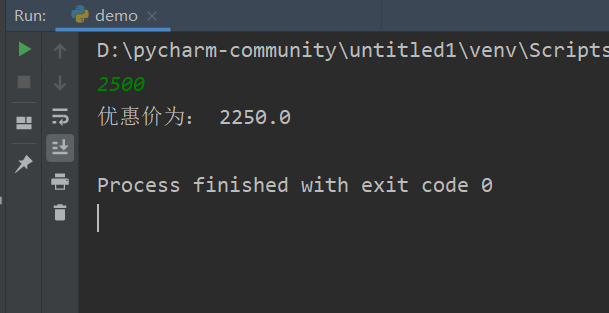 Run: demo
D:\pycharm-community\untitled1\venv\Scripts
2500
优惠价为： 2250.0
Process finished with exit code 0